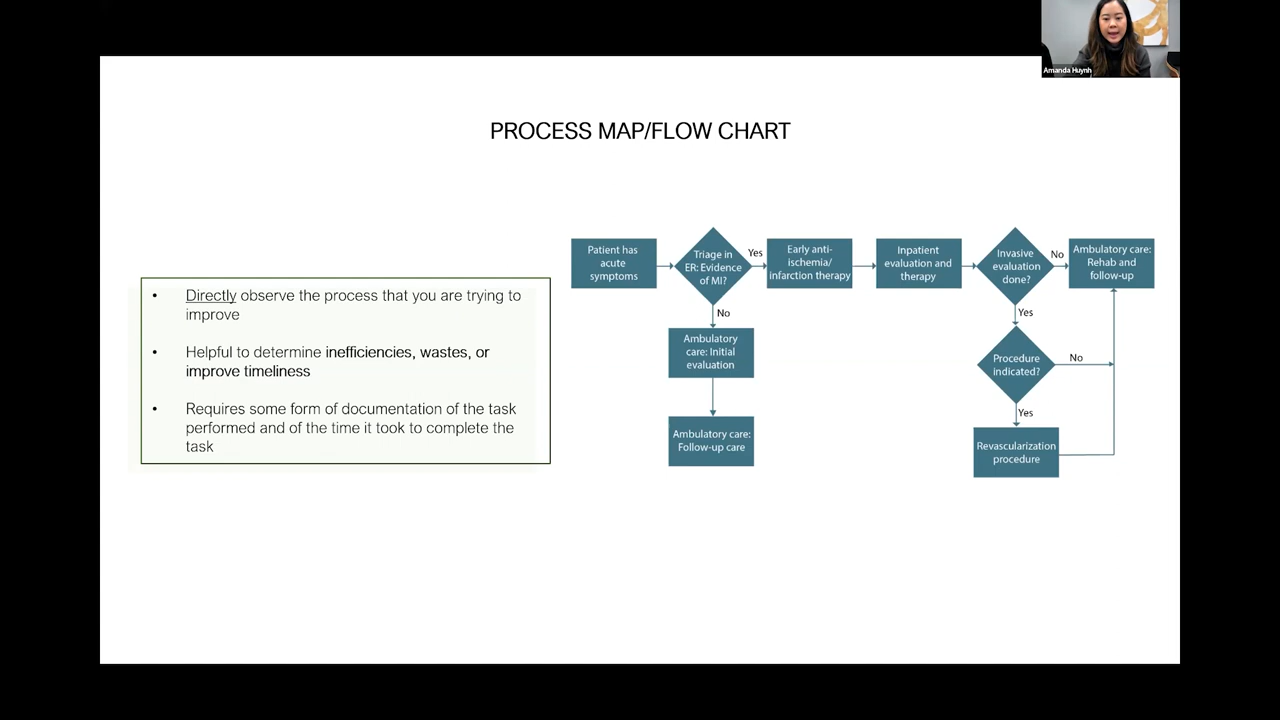 Amanda Huynh
PROCESS MAP/FLOW CHART
• Directly observe the process that you are trying to
improve
• Helpful to determine inefficiencies, wastes, or
improve timeliness
• Requires some form of documentation of the task
performed and of the time it took to complete the
task
Patient has
acute
symptoms
Triage in
ER: Evidence
of MI?
Yes
Early anti-
ischemia/
infarction therapy
Inpatient
evaluation and
therapy
Invasive
evaluation
done?
No
Ambulatory care:
Rehab and
follow-up
No
Yes
Ambulatory
care: Initial
evaluation
Procedure
indicated?
No
Yes
Ambulatory care:
Follow-up care
Revascularization
procedure